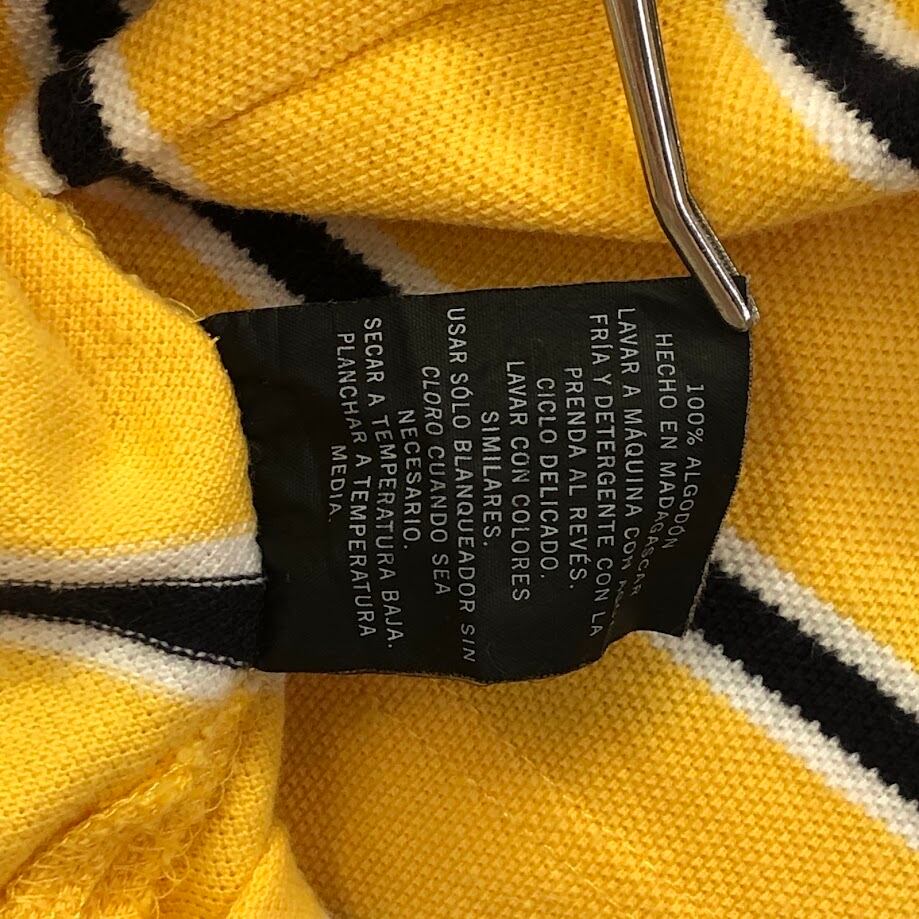 100% ALGODÓN
HECHO EN MADAGASCAR
LAVAR A MÁQUINA CON
FRÍA Y DETERGENTE CON LA
PRENDA AL REVÉS.
CICLO DELICADO.
LAVAR CON COLORES
SIMILARES.
USAR SÓLO BLANQUEADOR SIN
CLORO CUANDO SEA
NECESARIO.
SECAR A TEMPERATURA BAJA.
PLANCHAR A TEMPERATURA
MEDIA.